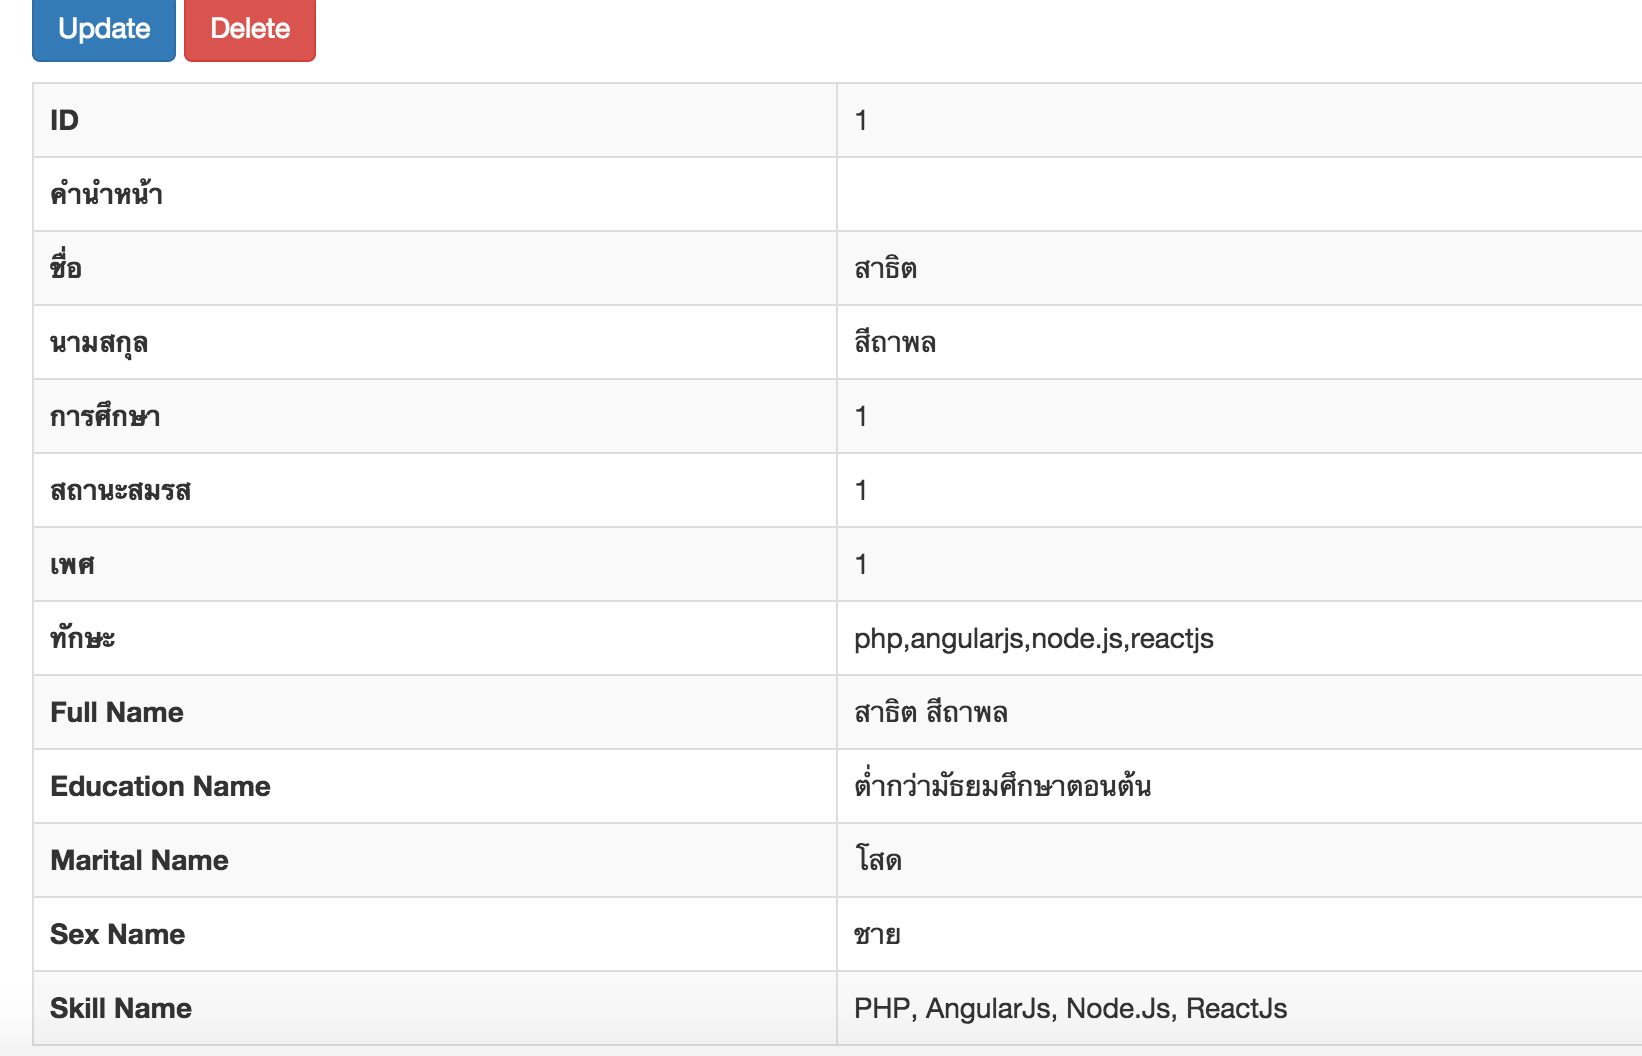 Update Delete
ID 1
คำนำหน้า
ชื่อ สาธิต
นามสกุล สีถาพล
การศึกษา 1
สถานะสมรส 1
เพศ 1
ทักษะ php,angularjs,node.js,reactjs
Full Name สาธิต สีถาพล
Education Name ต่ำกว่ามัธยมศึกษาตอนต้น
Marital Name โสด
Sex Name ชาย
Skill Name PHP, AngularJs, Node.Js, ReactJs